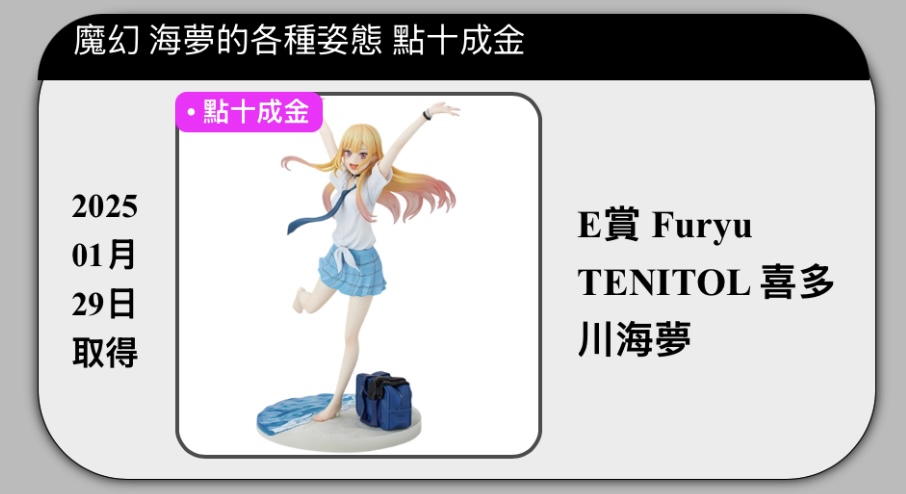 魔幻 海夢的各種姿態 點十成金
• 點十成金
2025
01月
29日
取得
E賞 Furyu
TENITOL 喜多
川海夢